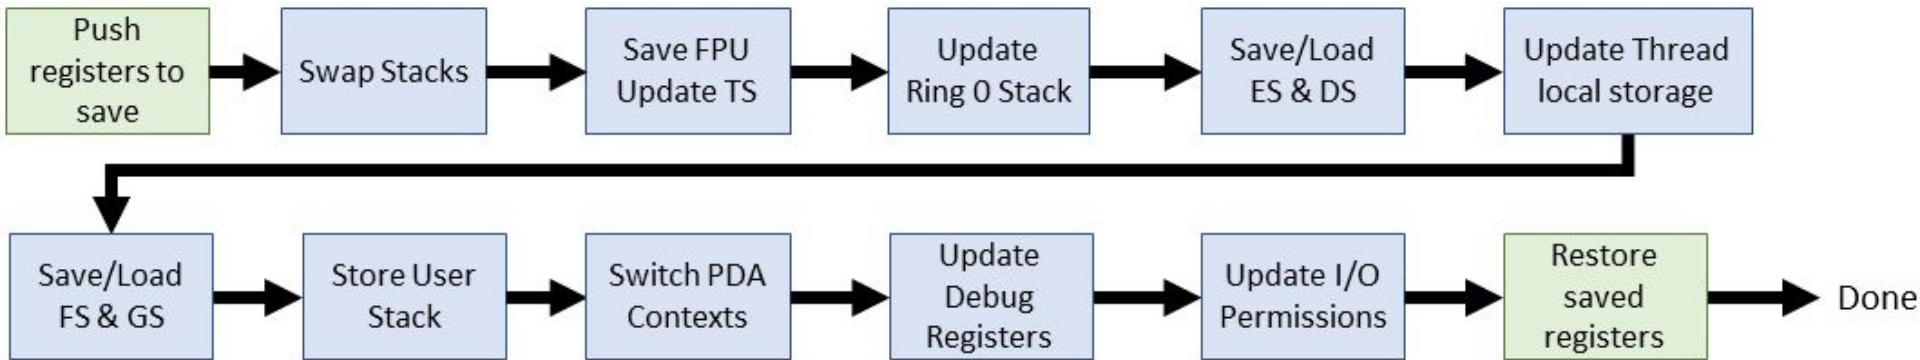 Push
registers to
save
Swap Stacks
Save FPU
Update TS
Update
Ring 0 Stack
Save/Load
ES & DS
Update Thread
local storage
Save/Load
FS & GS
Store User
Stack
Switch PDA
Contexts
Update
Debug
Registers
Update I/O
Permissions
Restore
saved
registers
Done